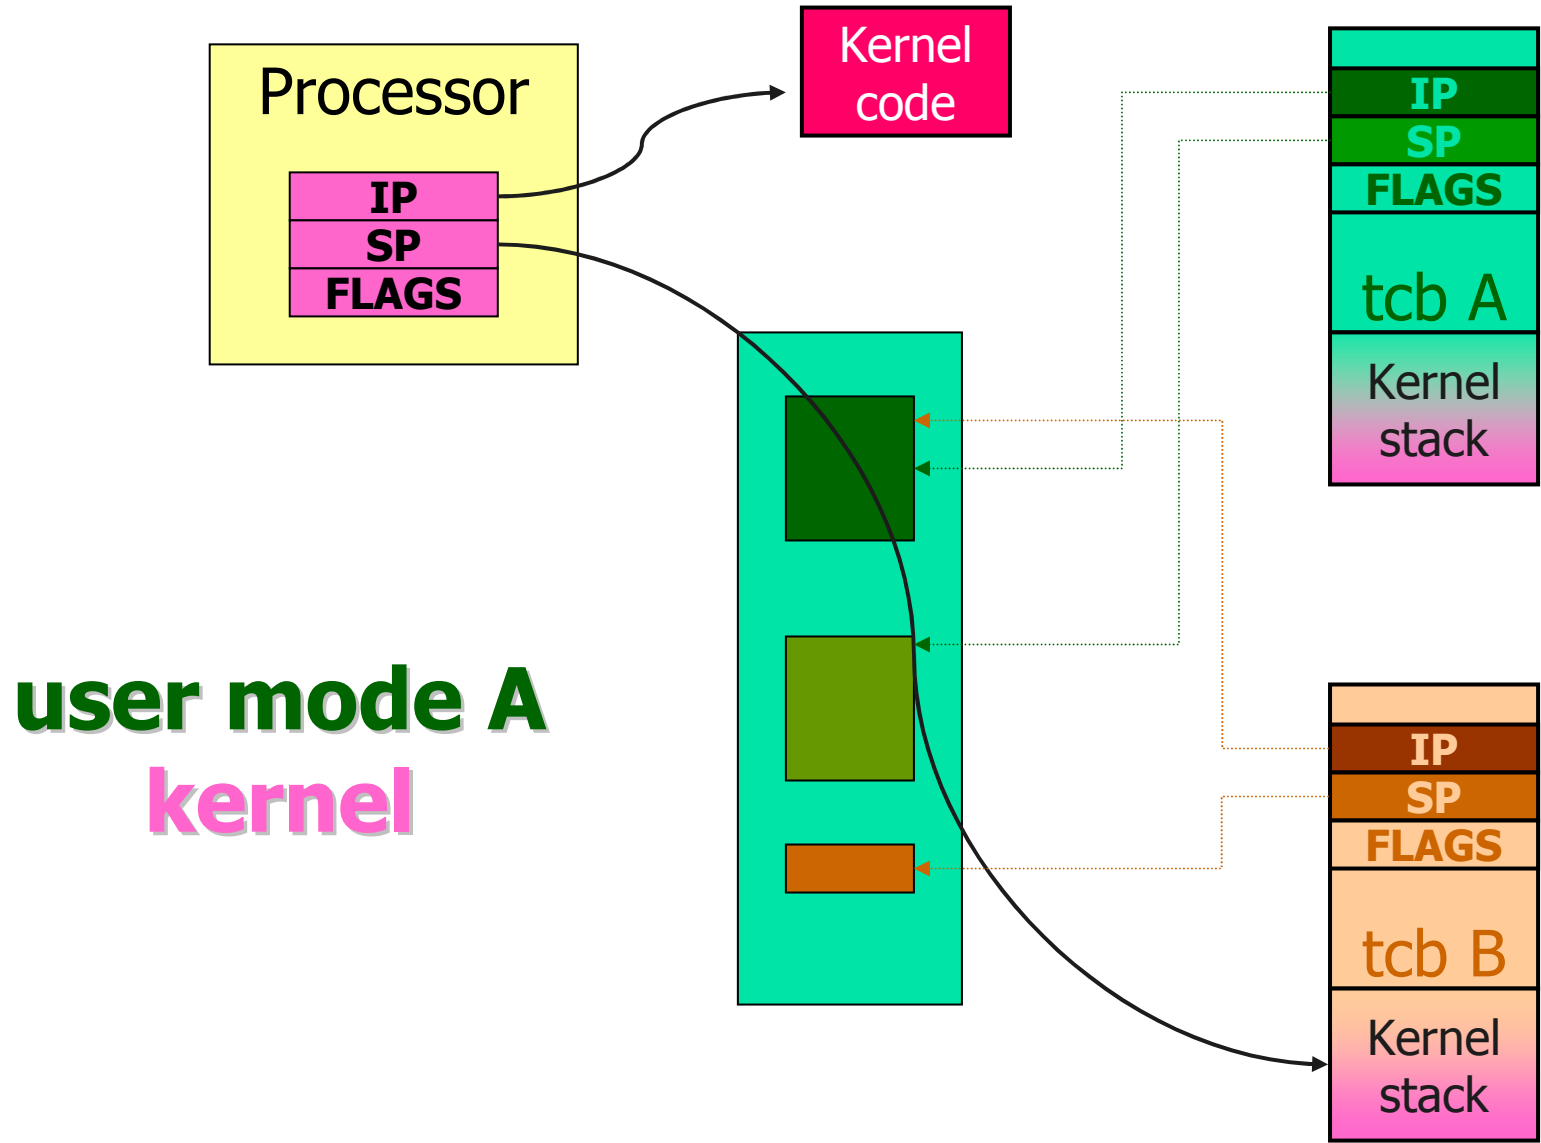 Processor
IP
SP
FLAGS
Kernel
code
IP
SP
FLAGS
tcb A
Kernel
stack
user mode A
kernel
IP
SP
FLAGS
tcb B
Kernel
stack